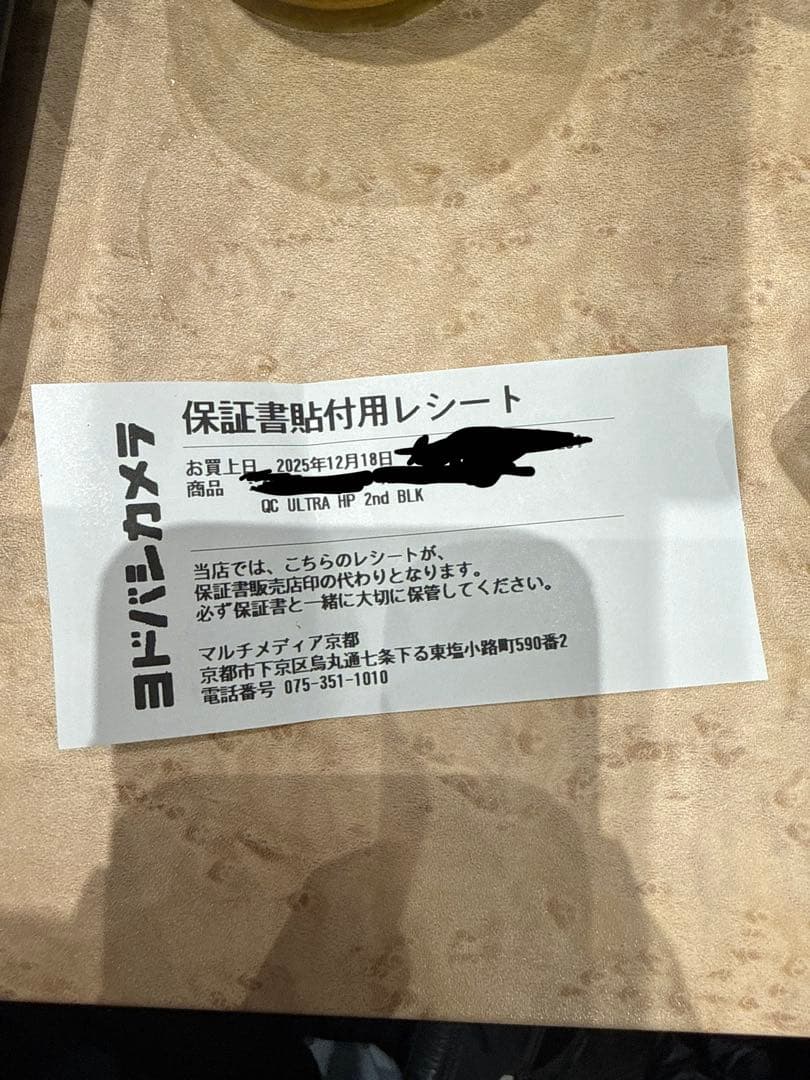 ヨドバシカメラ
保証書貼付用レシート
お買上日 2025年12月18日
商品
QC ULTRA HP 2nd BLK
当店では、こちらのレシートが、
保証書販売店印の代わりとなります。
必ず保証書と一緒に大切に保管してください。
マルチメディア京都
京都市下京区烏丸通七条下る東塩小路町590番2
電話番号 075-351-1010